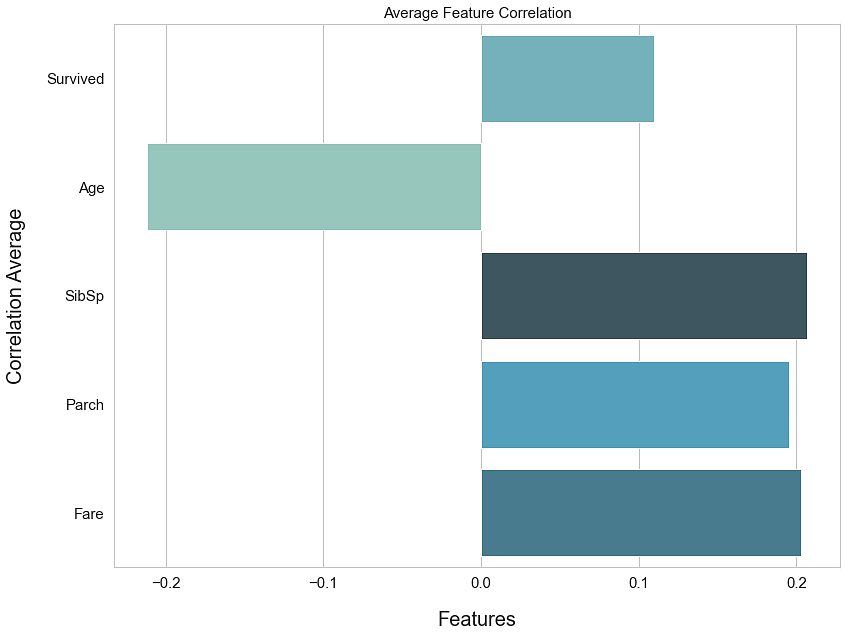 Average Feature Correlation
Survived
Age
SibSp
Parch
Fare
Correlation Average
−0.2
−0.1
0.0
0.1
0.2
Features